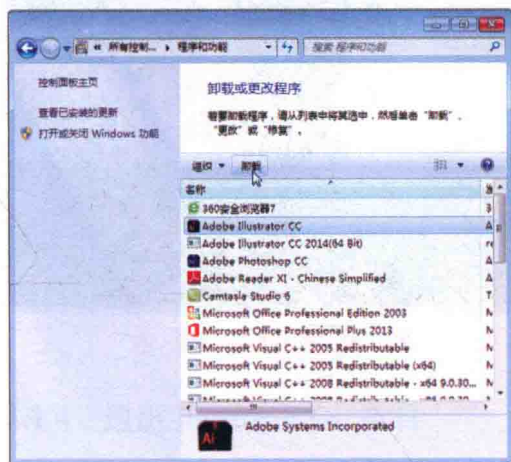 所有控制... 程序和功能 搜索 程序和功能
控制面板主页
查看已安装的更新
打开或关闭 Windows 功能
卸载或更改程序
若要卸载程序，请从列表中将其选中，然后单击“卸载”、
“更改”或“修复”。
组织 卸载
名称
360安全浏览器7
Adobe Illustrator CC
Adobe Illustrator CC 2014(64 Bit)
Adobe Photoshop CC
Adobe Reader XI - Chinese Simplified
Camtasia Studio 6
Microsoft Office Professional Edition 2003
Microsoft Office Professional Plus 2013
Microsoft Visual C++ 2005 Redistributable
Microsoft Visual C++ 2005 Redistributable (x64)
Microsoft Visual C++ 2008 Redistributable - x64 9.0.30...
Adobe Systems Incorporated
Ai